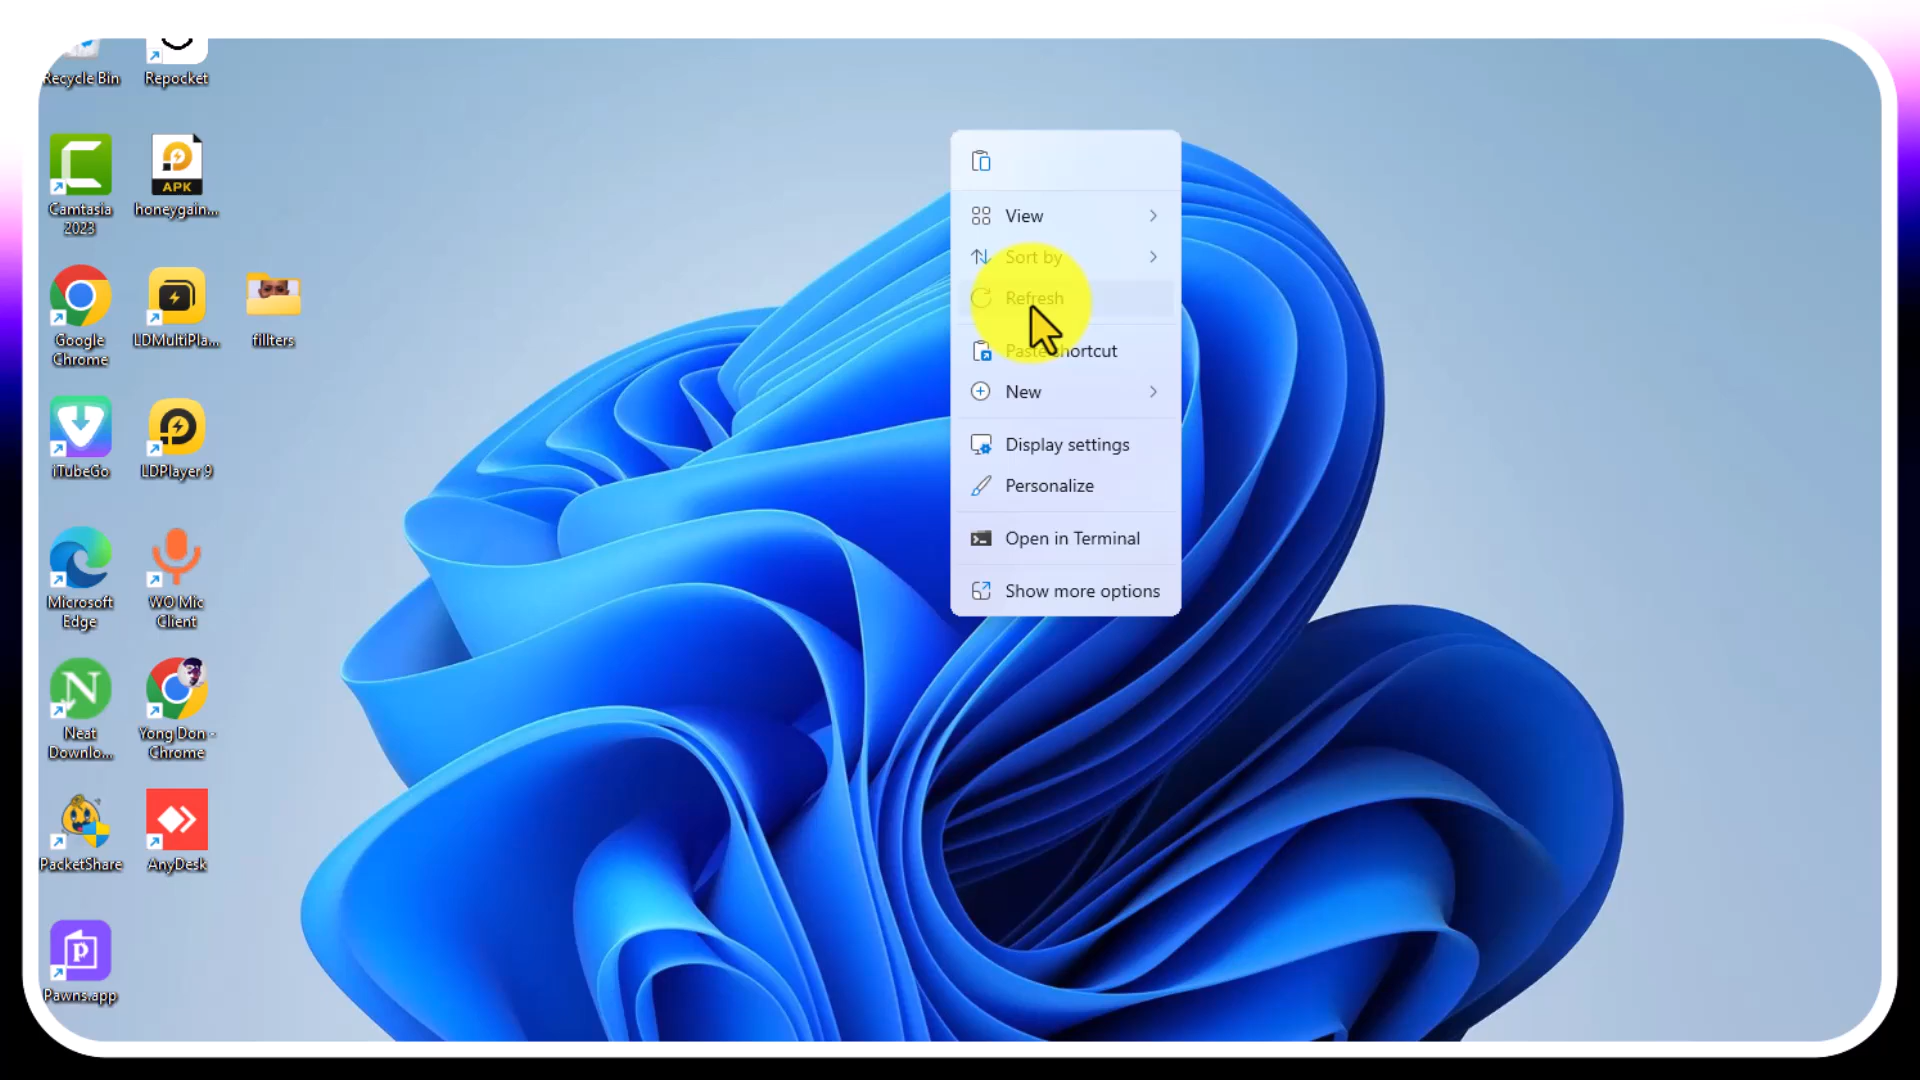 Recycle Bin
Repocket
Camtasia
2023
APK
honeygain...
Google
Chrome
LDMultiPla...
fillters
iTubeGo
LDPlayer 9
Microsoft
Edge
WO Mic
Client
N
Neat
Downlo...
Yong Don -
Chrome
PacketShare
AnyDesk
p
Pawns.app
View
Sort by
Refresh
Paste shortcut
New
Display settings
Personalize
Open in Terminal
Show more options